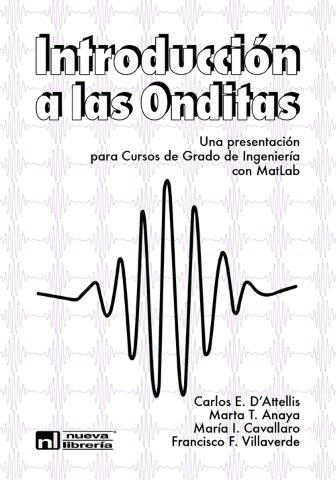 Introducción
a las Onditas
Una presentación
para Cursos de Grado de Ingeniería
con MatLab
Carlos E. D'Attellis
Marta T. Anaya
María I. Cavallaro
Francisco F. Villaverde
nl
nueva
librería